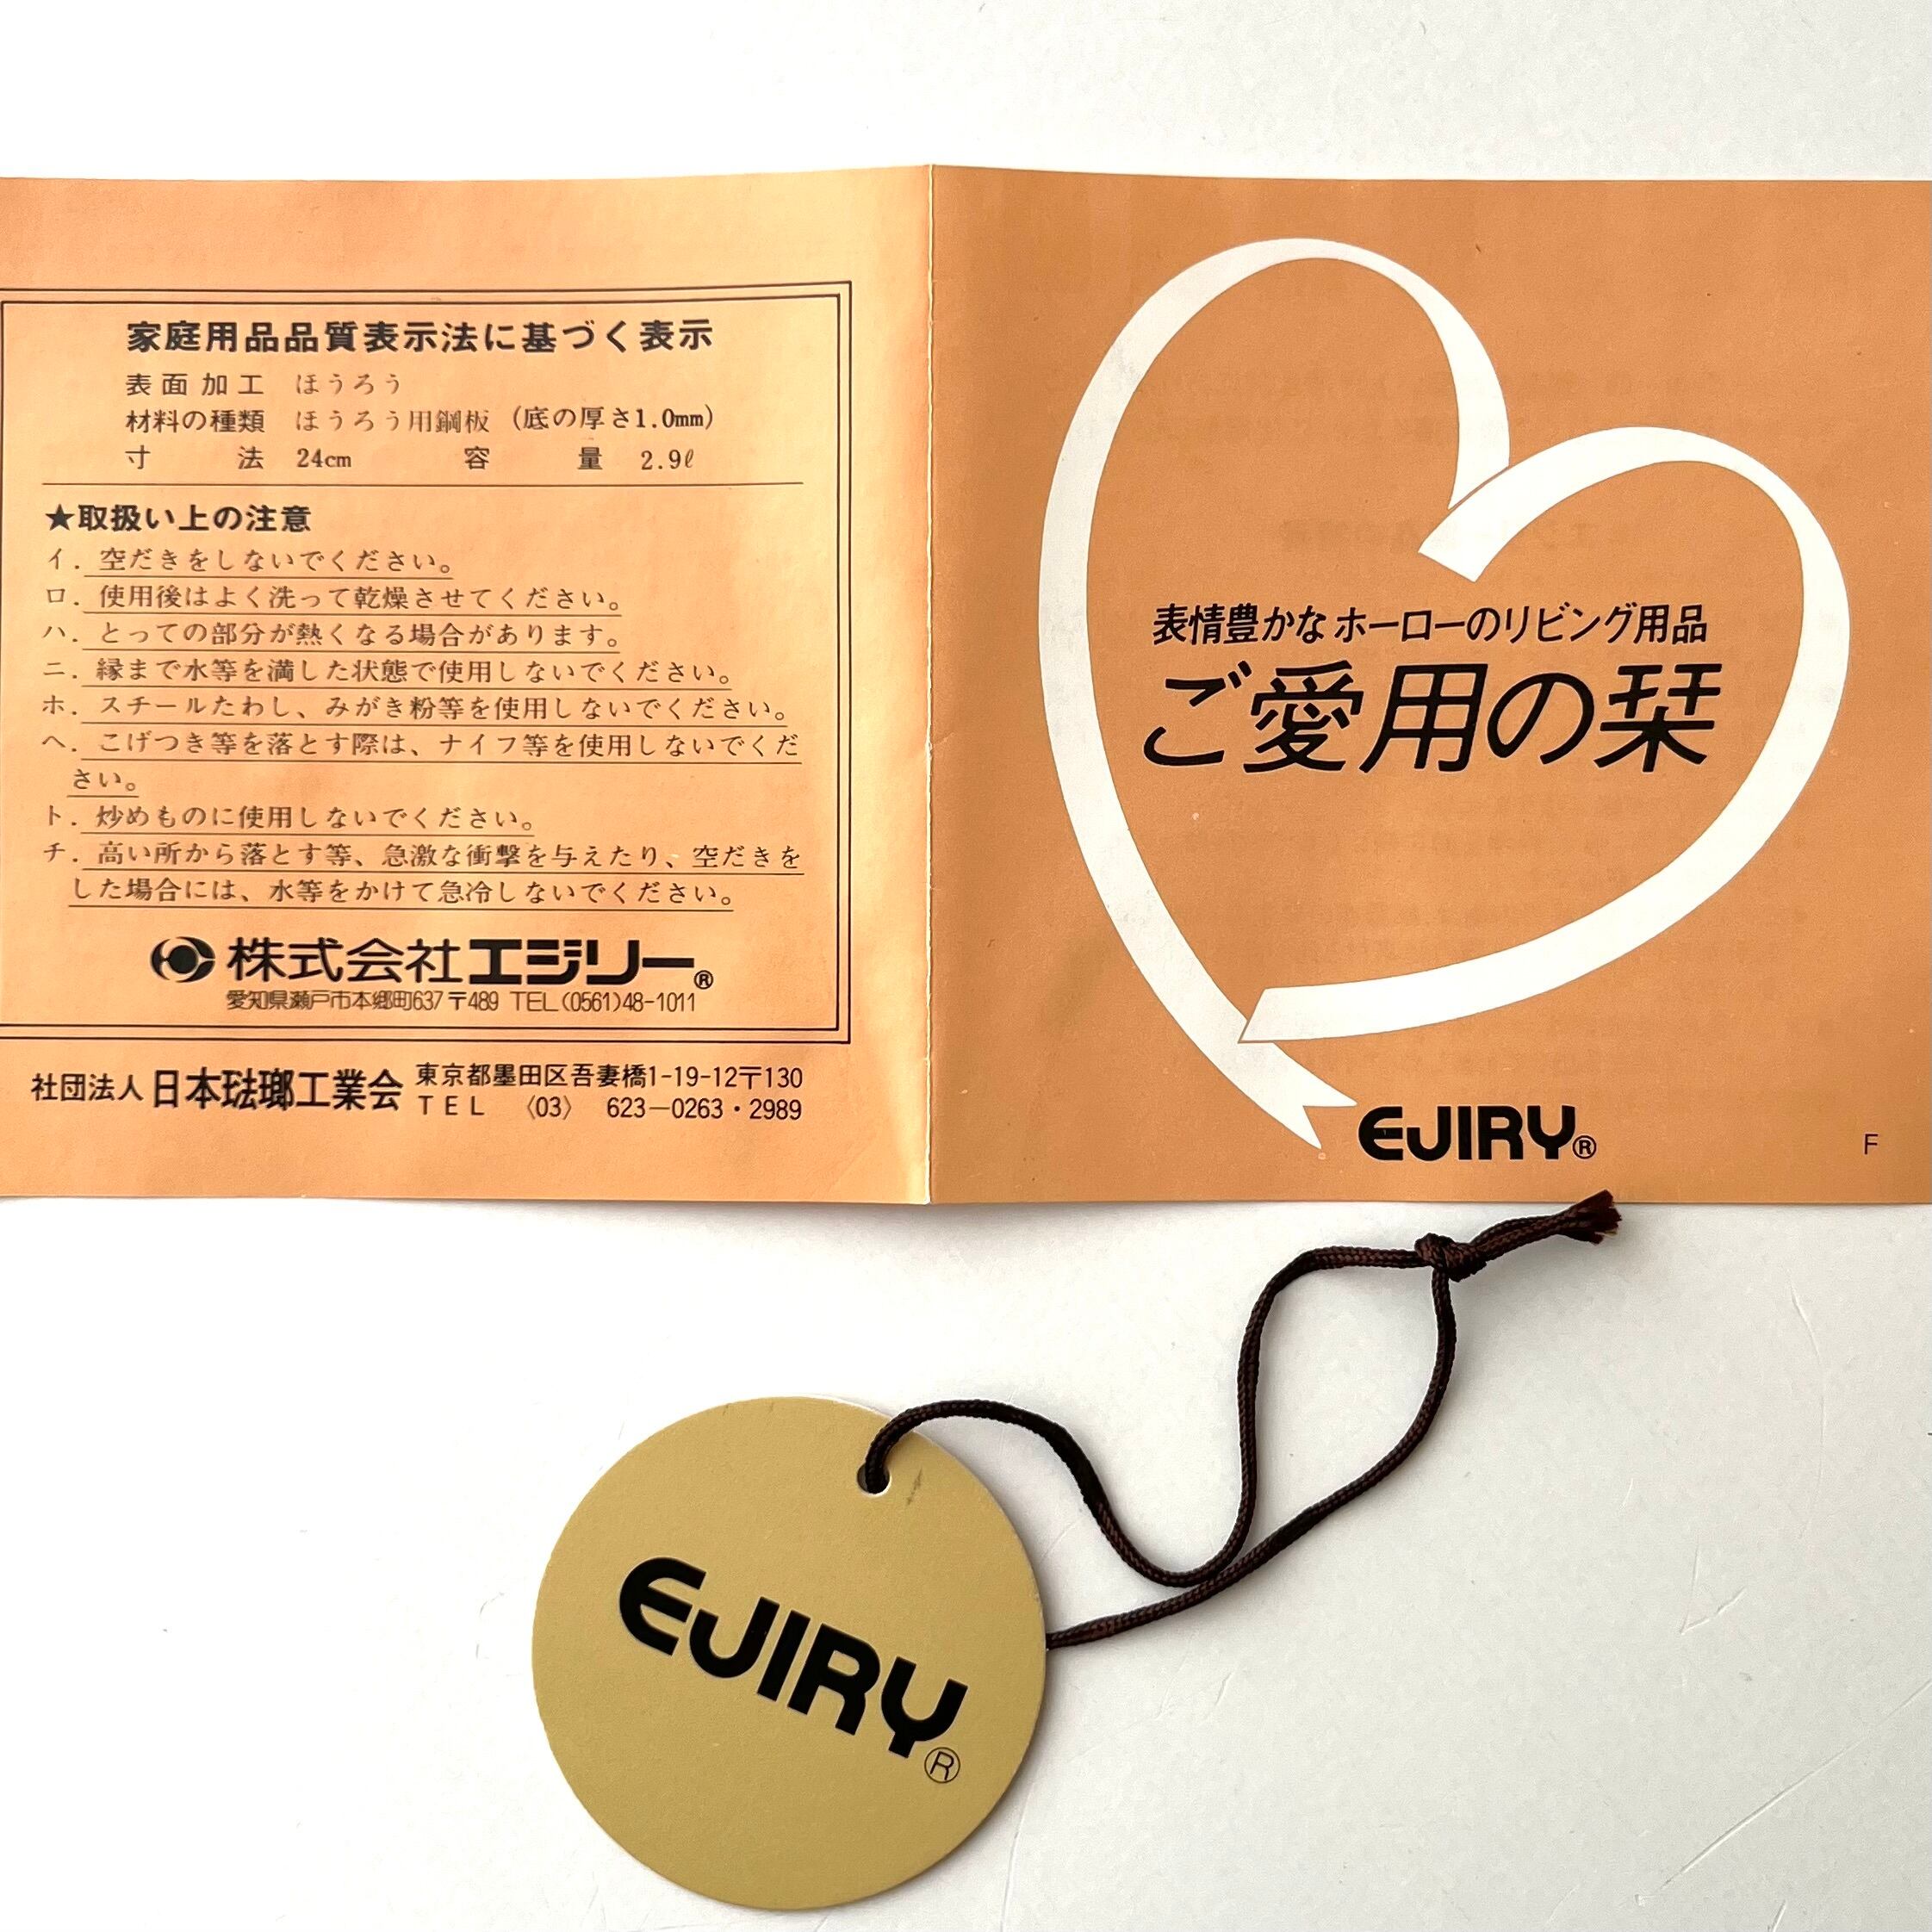 家庭用品品質表示法に基づく表示
表面加工 ほうろう
材料の種類 ほうろう用鋼板 (底の厚さ1.0mm)
寸法 24cm 容量 2.9ℓ
★取扱い上の注意
イ. 空だきをしないでください。
ロ. 使用後はよく洗って乾燥させてください。
ハ. とっての部分が熱くなる場合があります。
ニ. 縁まで水等を満した状態で使用しないでください。
ホ. スチールたわし、みがき粉等を使用しないでください。
ヘ. こげつき等を落とす際は、ナイフ等を使用しないでくだ
さい。
ト. 炒めものに使用しないでください。
チ. 高い所から落とす等、急激な衝撃を与えたり、空だきを
した場合には、水等をかけて急冷しないでください。
株式会社エジリー®
愛知県瀬戸市本郷町637 〒489 TEL(0561)48-1011
社団法人 日本琺瑯工業会 東京都墨田区吾妻橋1-19-12〒130
TEL 〈03〉 623-0263・2989
表情豊かなホーローのリビング用品
ご愛用の栞
EJIRY®
F
EJIRY®